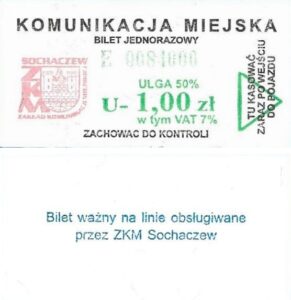 KOMUNIKACJA MIEJSKA
BILET JEDNORAZOWY
E 0084000
SOCHACZEW
ZKM
ULGA 50%
U- 1,00 zł
w tym VAT 7%
ZACHOWAC DO KONTROLI
TU KASOWAĆ
ZARAZ PO WEJŚCIU
DO POJAZDU
Bilet ważny na linie obsługiwane
przez ZKM Sochaczew